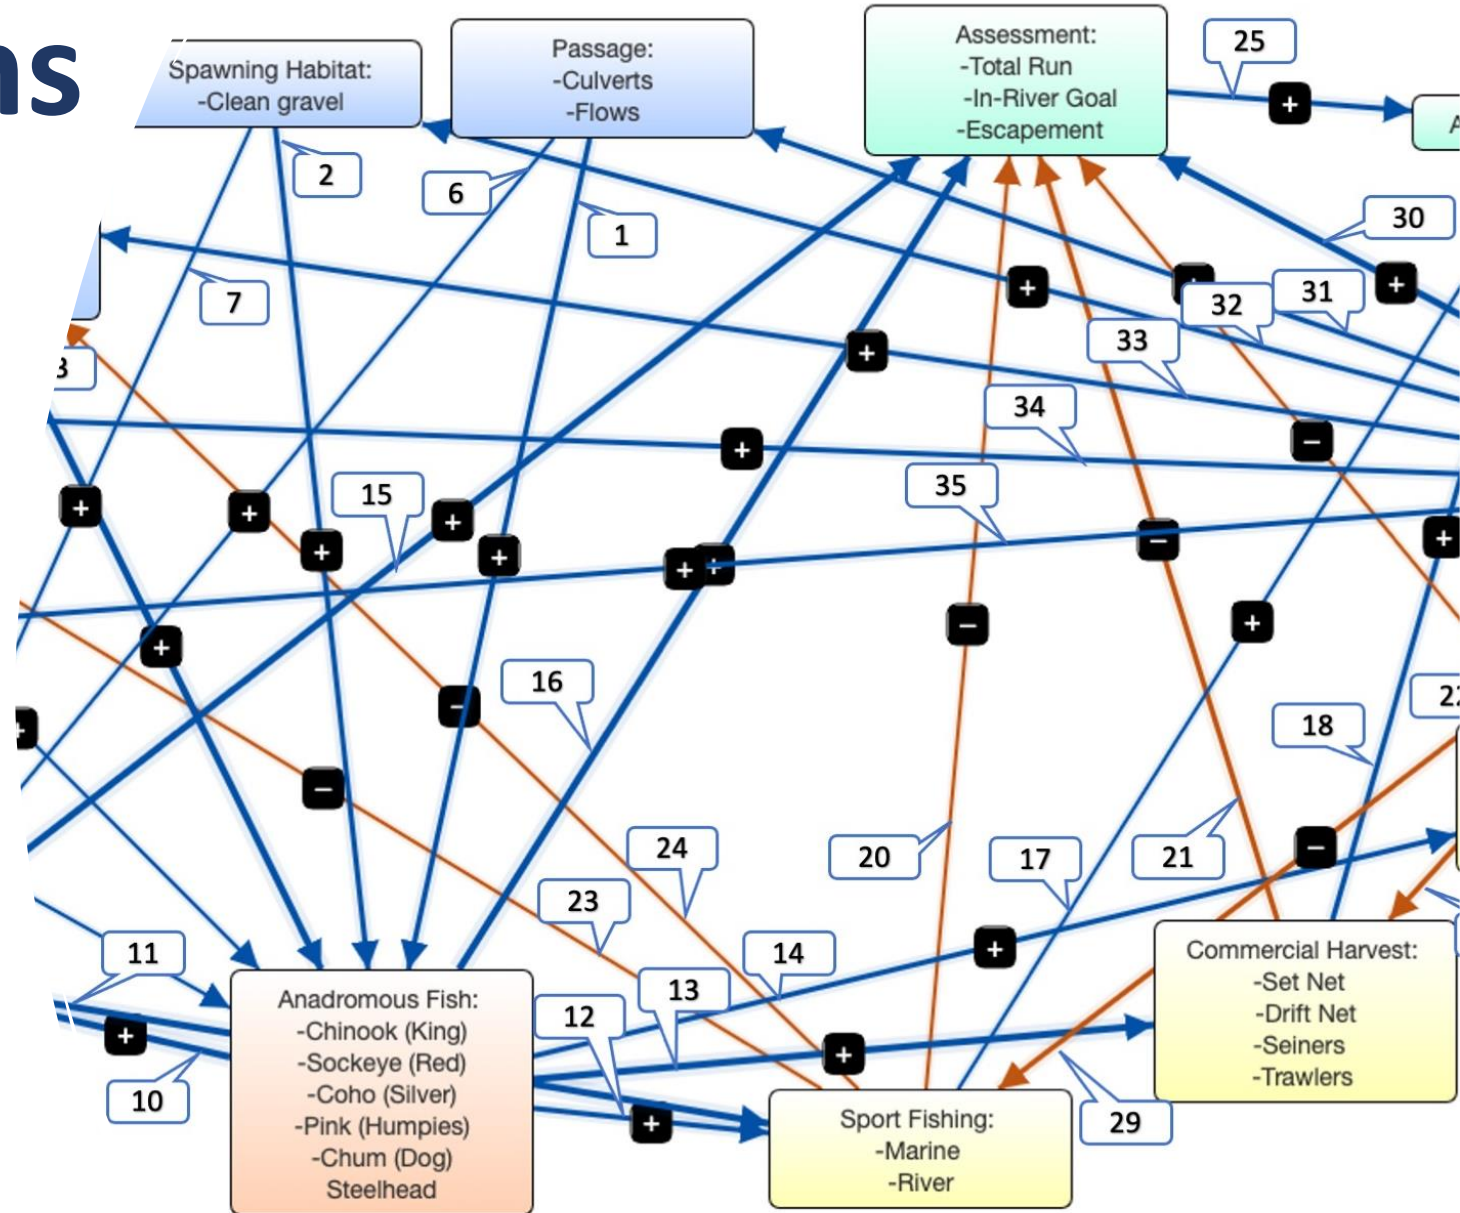 ns
Spawning Habitat:
-Clean gravel
Passage:
-Culverts
-Flows
Assessment:
-Total Run
-In-River Goal
-Escapement
25
+
A
2
6
1
30
7
+
+
31
32
33
+
34
+
−
15
35
+
+
+
+
+
+
+
−
+
−
+
+
16
−
18
−
24
20
17
21
−
23
14
+
11
13
12
+
+
10
+
29
Anadromous Fish:
-Chinook (King)
-Sockeye (Red)
-Coho (Silver)
-Pink (Humpies)
-Chum (Dog)
Steelhead
Sport Fishing:
-Marine
-River
Commercial Harvest:
-Set Net
-Drift Net
-Seiners
-Trawlers